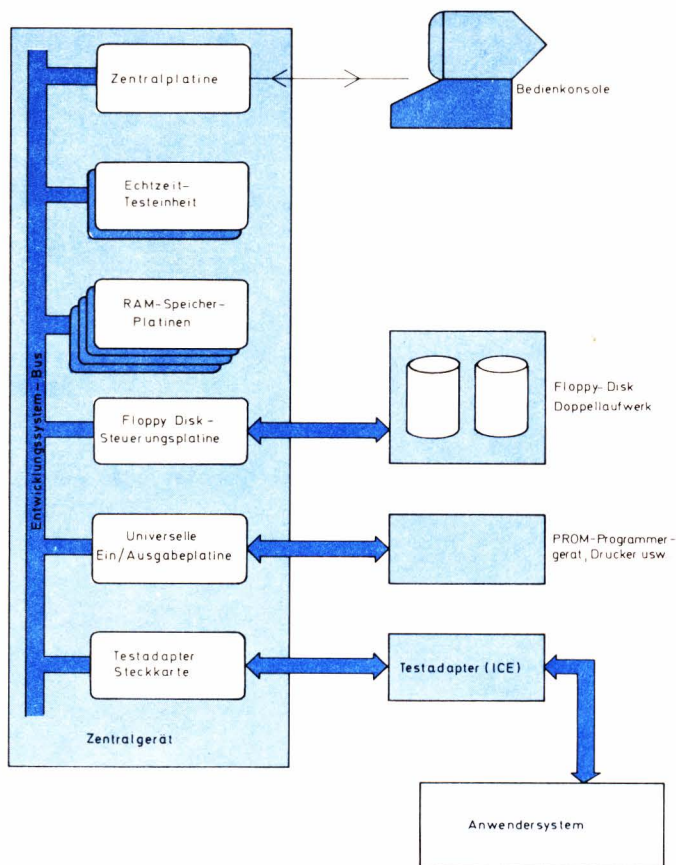 Zentralplatine
Bedienkonsole
Echtzeit-
Testeinheit
RAM-Speicher-
Platinen
Entwicklungssystem-Bus
Floppy Disk-
Steuerungsplatine
Floppy-Disk
Doppellaufwerk
Universelle
Ein/Ausgabeplatine
PROM-Programmer-
gerät, Drucker usw
Testadapter
Steckkarte
Testadapter (ICE)
Zentralgerät
Anwendersystem